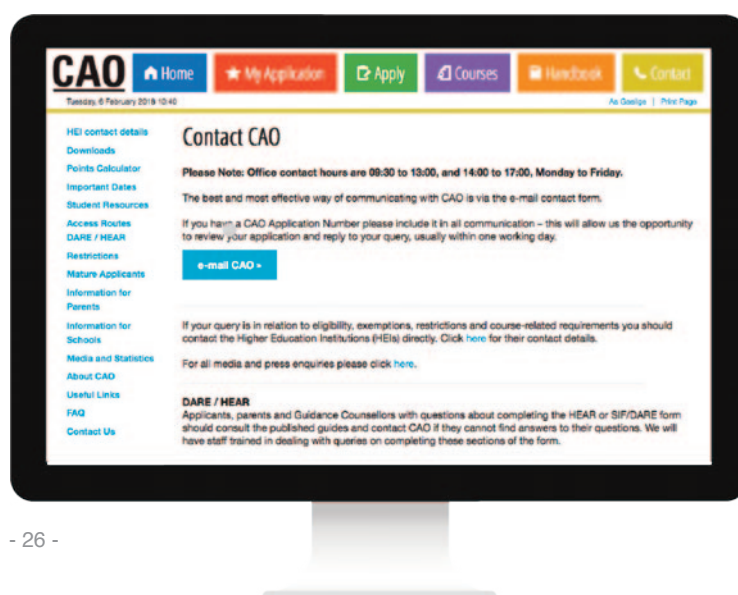 CAO
Home
My Application
Apply
Courses
Handbook
Contact
Tuesday, 6 February 2018 10:40
As Gaeilge | Print Page
HEI contact details
Downloads
Points Calculator
Important Dates
Student Resources
Access Routes
DARE / HEAR
Restrictions
Mature Applicants
Information for
Parents
Information for
Schools
Media and Statistics
About CAO
Useful Links
FAQ
Contact Us
Contact CAO
Please Note: Office contact hours are 09:30 to 13:00, and 14:00 to 17:00, Monday to Friday.
The best and most effective way of communicating with CAO is via the e-mail contact form.
If you have a CAO Application Number please include it in all communication – this will allow us the opportunity
to review your application and reply to your query, usually within one working day.
e-mail CAO »
If your query is in relation to eligibility, exemptions, restrictions and course-related requirements you should
contact the Higher Education Institutions (HEIs) directly. Click here for their contact details.
For all media and press enquiries please click here.
DARE / HEAR
Applicants, parents and Guidance Counsellors with questions about completing the HEAR or SIF/DARE form
should consult the published guides and contact CAO if they cannot find answers to their questions. We will
have staff trained in dealing with queries on completing these sections of the form.
- 26 -